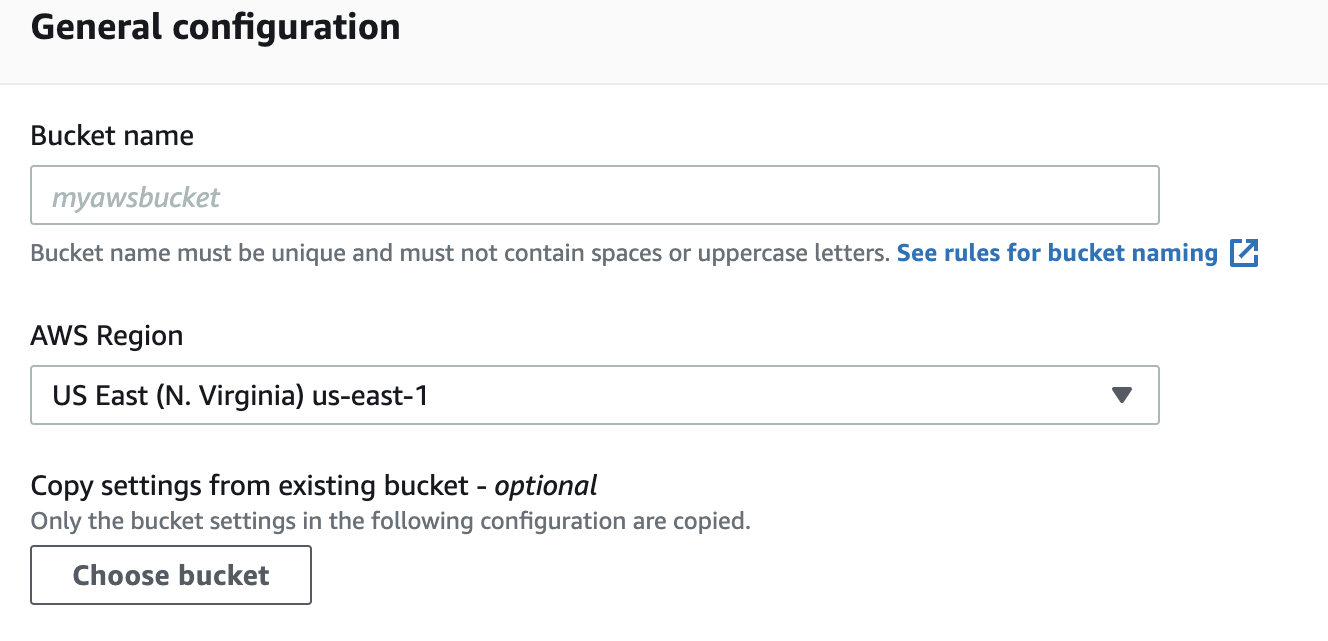 General configuration
Bucket name
myawsbucket
Bucket name must be unique and must not contain spaces or uppercase letters. See rules for bucket naming
AWS Region
US East (N. Virginia) us-east-1
Copy settings from existing bucket - optional
Only the bucket settings in the following configuration are copied.
Choose bucket